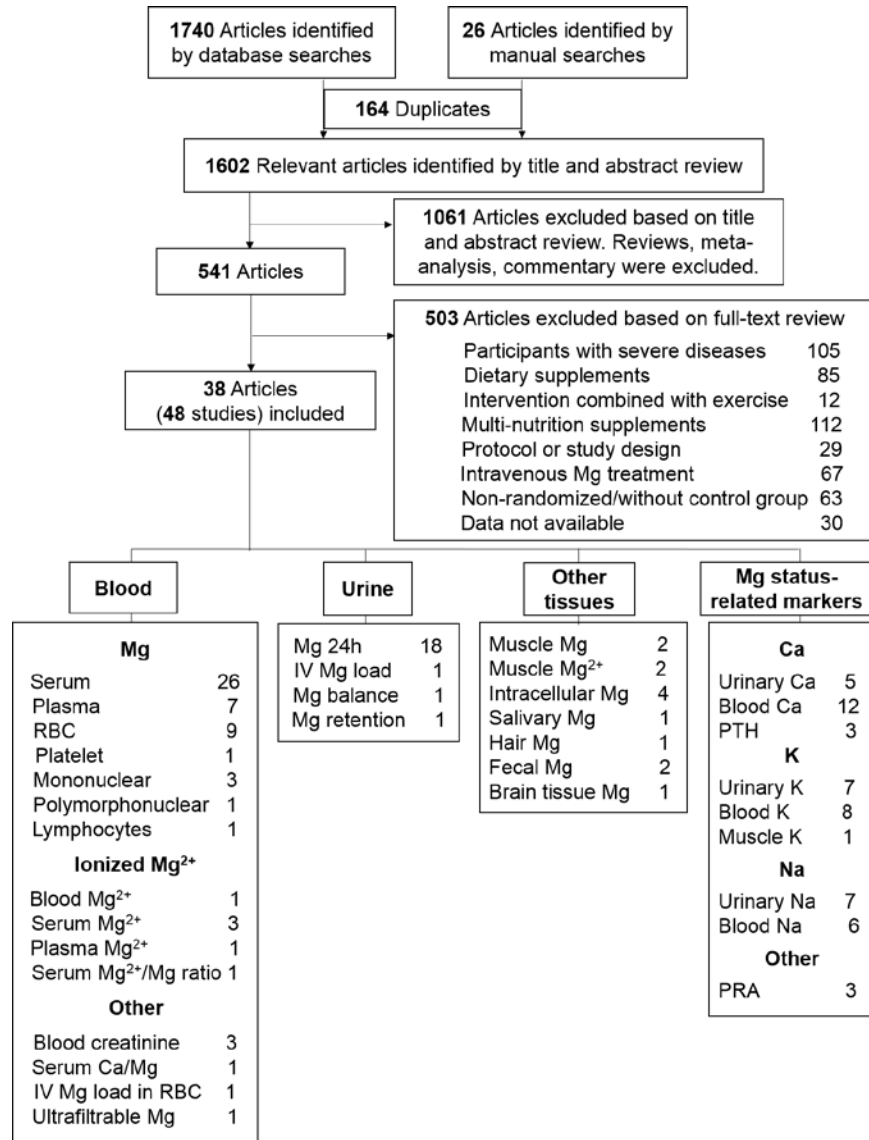 1740 Articles identified
by database searches
26 Articles identified by
manual searches
164 Duplicates
1602 Relevant articles identified by title and abstract review
1061 Articles excluded based on title
and abstract review. Reviews, meta-
analysis, commentary were excluded.
541 Articles
503 Articles excluded based on full-text review
Participants with severe diseases 105
Dietary supplements 85
Intervention combined with exercise 12
Multi-nutrition supplements 112
Protocol or study design 29
Intravenous Mg treatment 67
Non-randomized/without control group 63
Data not available 30
38 Articles
(48 studies) included
Blood
Mg
Serum 26
Plasma 7
RBC 9
Platelet 1
Mononuclear 3
Polymorphonuclear 1
Lymphocytes 1
Ionized Mg²⁺
Blood Mg²⁺ 1
Serum Mg²⁺ 3
Plasma Mg²⁺ 1
Serum Mg²⁺/Mg ratio 1
Other
Blood creatinine 3
Serum Ca/Mg 1
IV Mg load in RBC 1
Ultrafiltrable Mg 1
Urine
Mg 24h 18
IV Mg load 1
Mg balance 1
Mg retention 1
Other
tissues
Muscle Mg 2
Muscle Mg²⁺ 2
Intracellular Mg 4
Salivary Mg 1
Hair Mg 1
Fecal Mg 2
Brain tissue Mg 1
Mg status-
related markers
Ca
Urinary Ca 5
Blood Ca 12
PTH 3
K
Urinary K 7
Blood K 8
Muscle K 1
Na
Urinary Na 7
Blood Na 6
Other
PRA 3